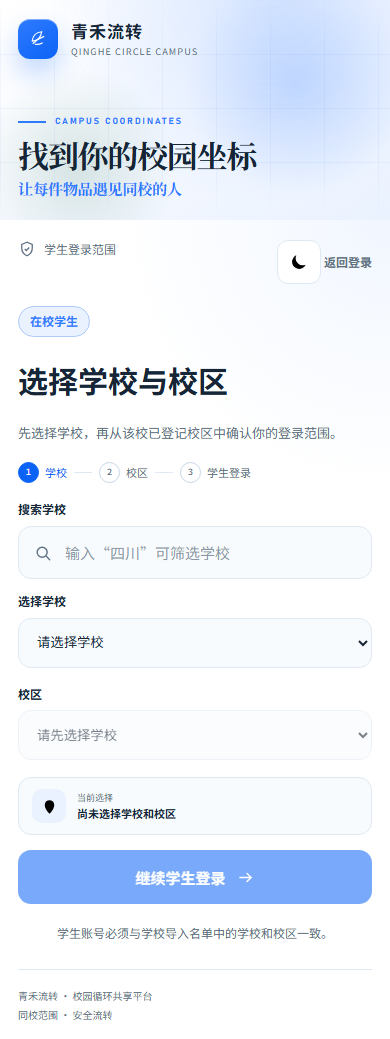 青禾流转
QINGHE CIRCLE CAMPUS
CAMPUS COORDINATES
找到你的校园坐标
让每件物品遇见同校的人
学生登录范围
返回登录
在校学生
选择学校与校区
先选择学校，再从该校已登记校区中确认你的登录范围。
1 学校 2 校区 3 学生登录
搜索学校
输入“四川”可筛选学校
选择学校
请选择学校
校区
请先选择学校
当前选择
尚未选择学校和校区
继续学生登录 →
学生账号必须与学校导入名单中的学校和校区一致。
青禾流转 · 校园循环共享平台
同校范围 · 安全流转